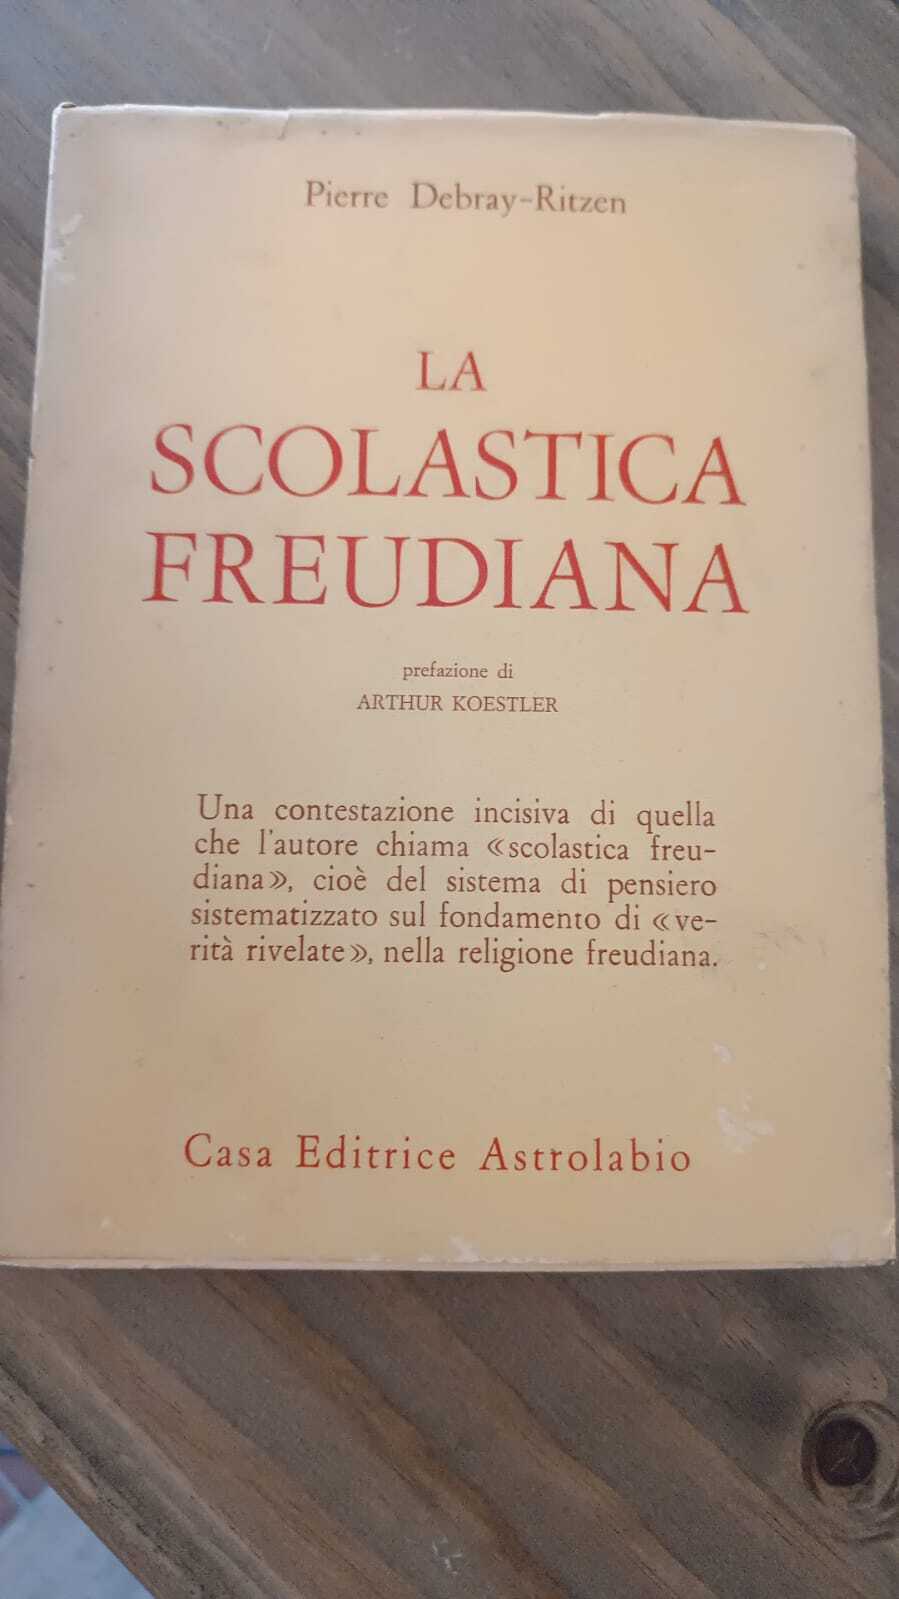 Pierre Debray-Ritzen
LA
SCOLASTICA
FREUDIANA
prefazione di
ARTHUR KOESTLER
Una contestazione incisiva di quella
che l'autore chiama «scolastica freu-
diana», cioè del sistema di pensiero
sistematizzato sul fondamento di «ve-
rità rivelate», nella religione freudiana.
Casa Editrice Astrolabio